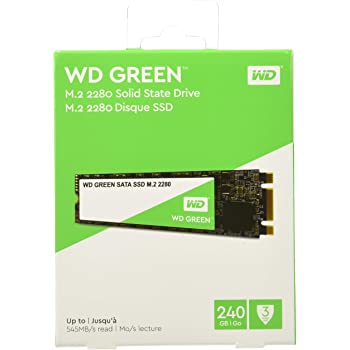 WD GREEN™
WD
M.2 2280 Solid State Drive
M.2 2280 Disque SSD
WD GREEN SATA SSD M.2 2280
WD
WD GREEN
Up to | Jusqu'à
545MB/s read | Mo/s lecture
240
GB | Go
3